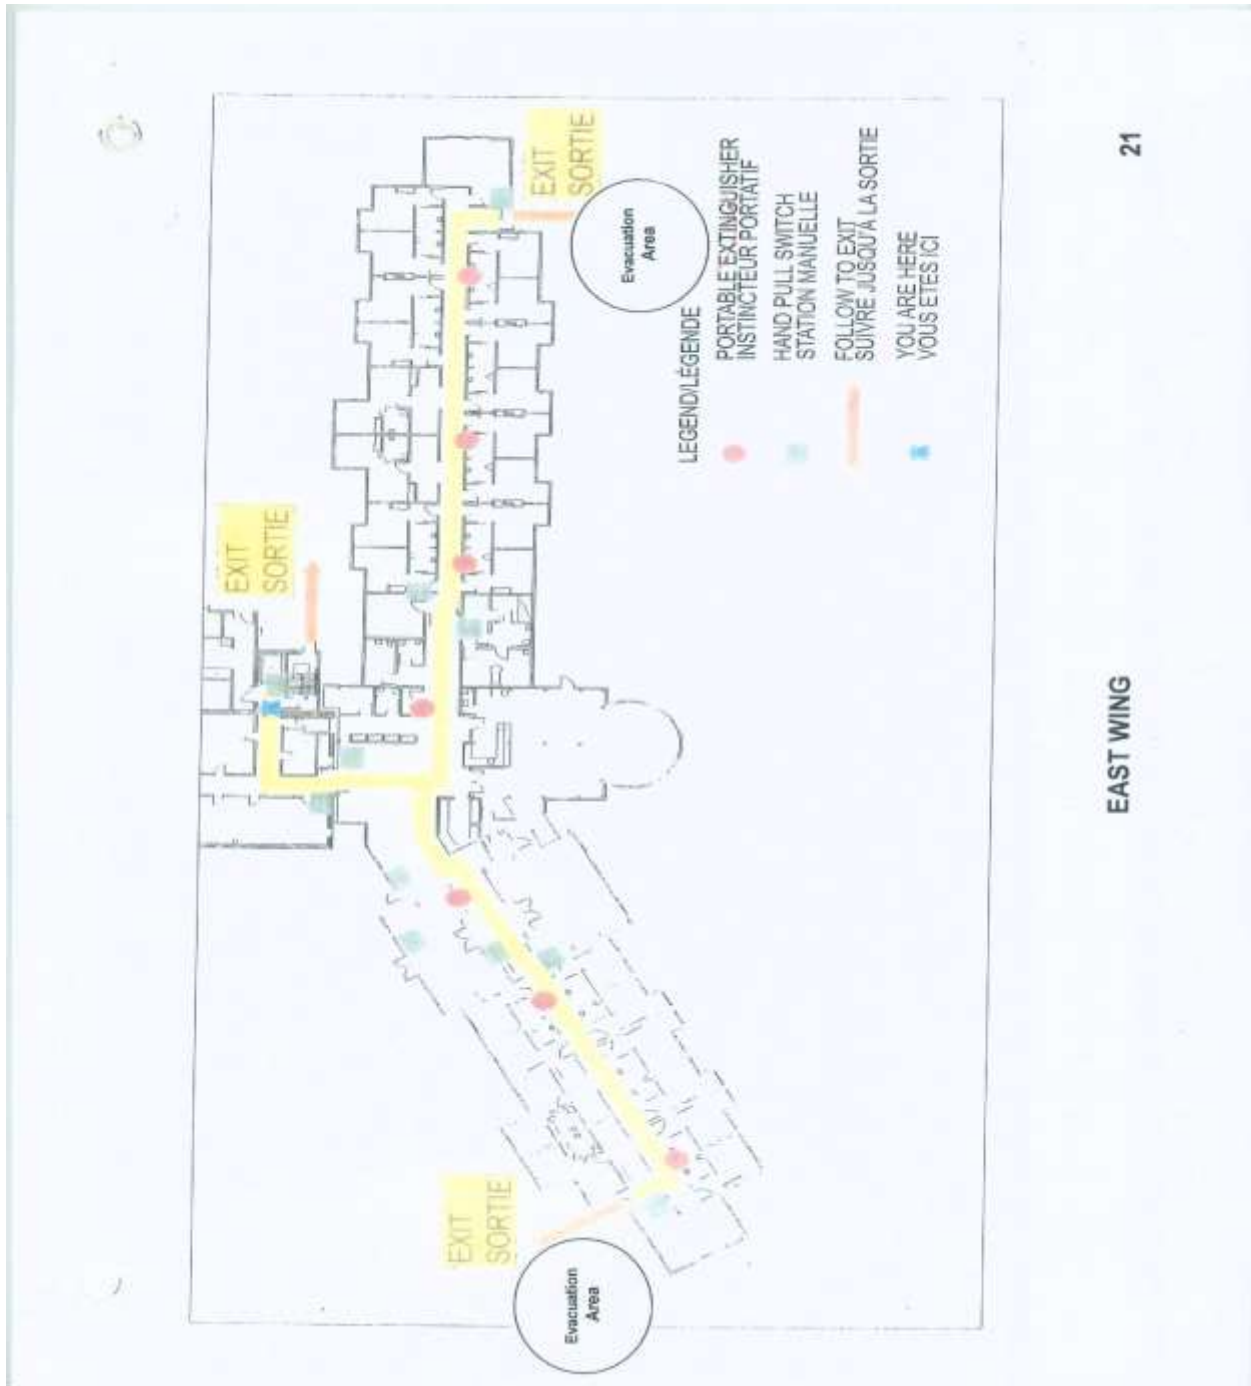 EXIT
SORTIE
Evacuation
Area
EXIT
SORTIE
EXIT
SORTIE
Evacuation
Area
LEGEND/LÉGENDE
PORTABLE EXTINGUISHER
INSTINCTEUR PORTATIF
HAND PULL SWITCH
STATION MANUELLE
FOLLOW TO EXIT
SUIVRE JUSQU'À LA SORTIE
YOU ARE HERE
VOUS ETES ICI
EAST WING
21